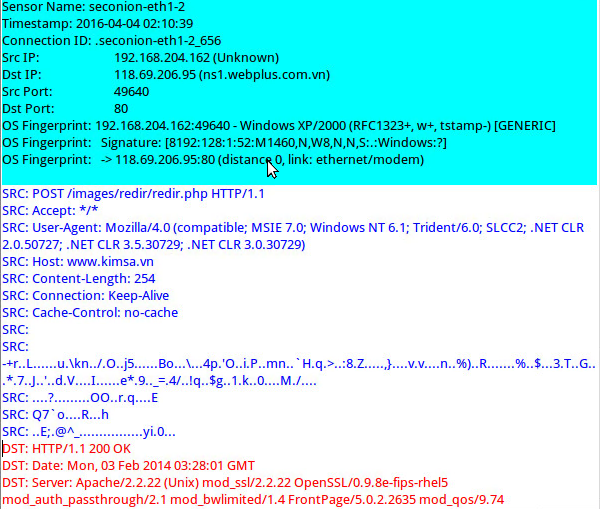 Sensor Name: seconion-eth1-2
Timestamp: 2016-04-04 02:10:39
Connection ID: .seconion-eth1-2_656
Src IP: 192.168.204.162 (Unknown)
Dst IP: 118.69.206.95 (ns1.webplus.com.vn)
Src Port: 49640
Dst Port: 80
OS Fingerprint: 192.168.204.162:49640 - Windows XP/2000 (RFC1323+, w+, tstamp-) [GENERIC]
OS Fingerprint: Signature: [8192:128:1:52:M1460,N,W8,N,N,S:.:Windows:?]
OS Fingerprint: -> 118.69.206.95:80 (distance 0, link: ethernet/modem)
SRC: POST /images/redir/redir.php HTTP/1.1
SRC: Accept: */*
SRC: User-Agent: Mozilla/4.0 (compatible; MSIE 7.0; Windows NT 6.1; Trident/6.0; SLCC2; .NET CLR
2.0.50727; .NET CLR 3.5.30729; .NET CLR 3.0.30729)
SRC: Host: www.kimsa.vn
SRC: Content-Length: 254
SRC: Connection: Keep-Alive
SRC: Cache-Control: no-cache
SRC:
SRC:
-+r..L......u.\kn../.O..j5......Bo...\...4p.'O..i.P..mn..`H.q.>..:8.Z.....,}....v.v....n..%)..R.......%..$...3.T..G..
.*.7..J..'..d.V....I......e*.9.._=.4/..!q..$g..1.k..0....M./....
SRC: ....?.........OO..r.q....E
SRC: Q7`o....R...h
SRC: ..E;.@^_................yi.0...
DST: HTTP/1.1 200 OK
DST: Date: Mon, 03 Feb 2014 03:28:01 GMT
DST: Server: Apache/2.2.22 (Unix) mod_ssl/2.2.22 OpenSSL/0.9.8e-fips-rhel5
mod_auth_passthrough/2.1 mod_bwlimited/1.4 FrontPage/5.0.2.2635 mod_qos/9.74